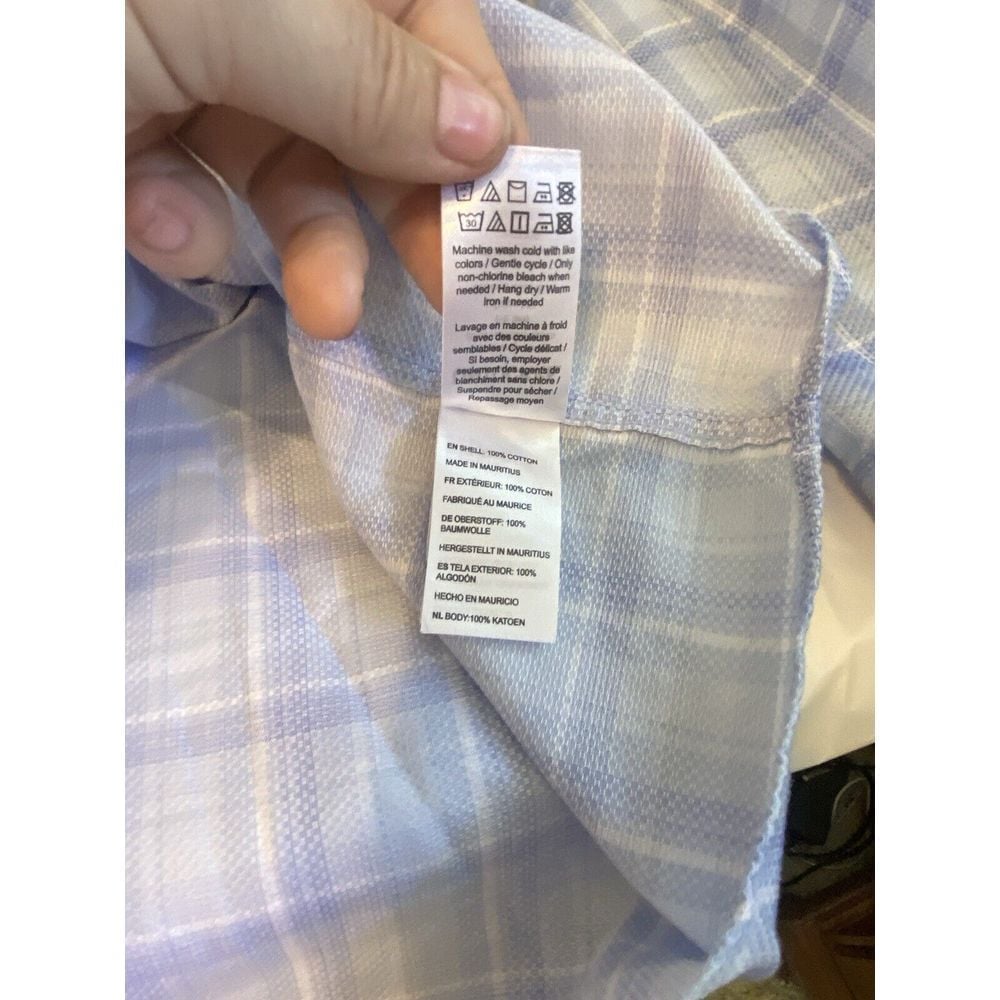 30
Machine wash cold with like
colors / Gentle cycle / Only
non-chlorine bleach when
needed / Hang dry / Warm
iron if needed
Lavage en machine à froid
avec des couleurs
semblables / Cycle délicat /
Si besoin, employer
seulement des agents de
blanchiment sans chlore /
Suspendre pour sécher /
Repassage moyen
EN SHELL: 100% COTTON
MADE IN MAURITIUS
FR EXTÉRIEUR: 100% COTON
FABRIQUÉ AU MAURICE
DE OBERSTOFF: 100%
BAUMWOLLE
HERGESTELLT IN MAURITIUS
ES TELA EXTERIOR: 100%
ALGODÓN
HECHO EN MAURICIO
NL BODY:100% KATOEN